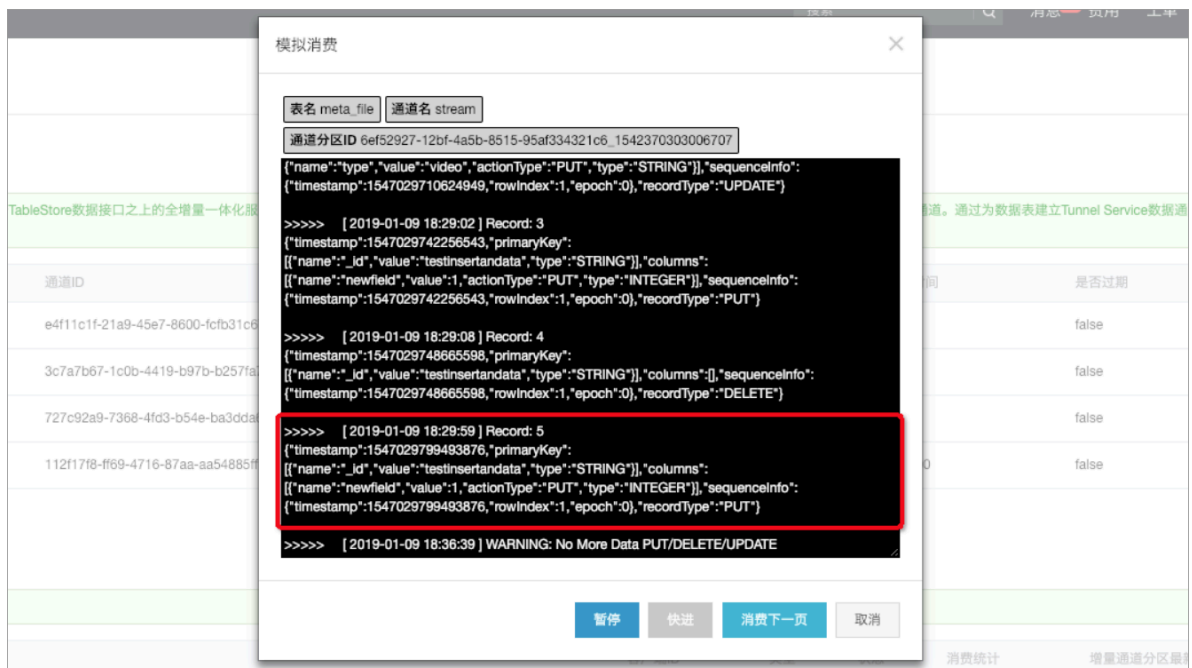 搜索 消息 费用 工单
模拟消费
表名 meta_file 通道名 stream
通道分区ID 6ef52927-12bf-4a5b-8515-95af334321c6_1542370303006707
{"name":"type","value":"video","actionType":"PUT","type":"STRING"}],"sequenceInfo":
{"timestamp":1547029710624949,"rowIndex":1,"epoch":0},"recordType":"UPDATE"}
TableStore数据接口之上的全增量一体化服 通道。通过为数据表建立Tunnel Service数据通
>>>>> [ 2019-01-09 18:29:02 ] Record: 3
{"timestamp":1547029742256543,"primaryKey":
[{"name":"_id","value":"testinsertandata","type":"STRING"}],"columns":
[{"name":"newfield","value":1,"actionType":"PUT","type":"INTEGER"}],"sequenceInfo":
{"timestamp":1547029742256543,"rowIndex":1,"epoch":0},"recordType":"PUT"}
通道ID 间 是否过期
e4f11c1f-21a9-45e7-8600-fcfb31c6 false
>>>>> [ 2019-01-09 18:29:08 ] Record: 4
{"timestamp":1547029748665598,"primaryKey":
[{"name":"_id","value":"testinsertandata","type":"STRING"}],"columns":[],"sequenceInfo":
{"timestamp":1547029748665598,"rowIndex":1,"epoch":0},"recordType":"DELETE"}
3c7a7b67-1c0b-4419-b97b-b257fa false
727c92a9-7368-4fd3-b54e-ba3dda false
>>>>> [ 2019-01-09 18:29:59 ] Record: 5
{"timestamp":1547029799493876,"primaryKey":
[{"name":"_id","value":"testinsertandata","type":"STRING"}],"columns":
[{"name":"newfield","value":1,"actionType":"PUT","type":"INTEGER"}],"sequenceInfo":
{"timestamp":1547029799493876,"rowIndex":1,"epoch":0},"recordType":"PUT"}
112f17f8-ff69-4716-87aa-aa54885ff 0 false
>>>>> [ 2019-01-09 18:36:39 ] WARNING: No More Data PUT/DELETE/UPDATE
暂停 快进 消费下一页 取消
消费统计 增量通道分区最